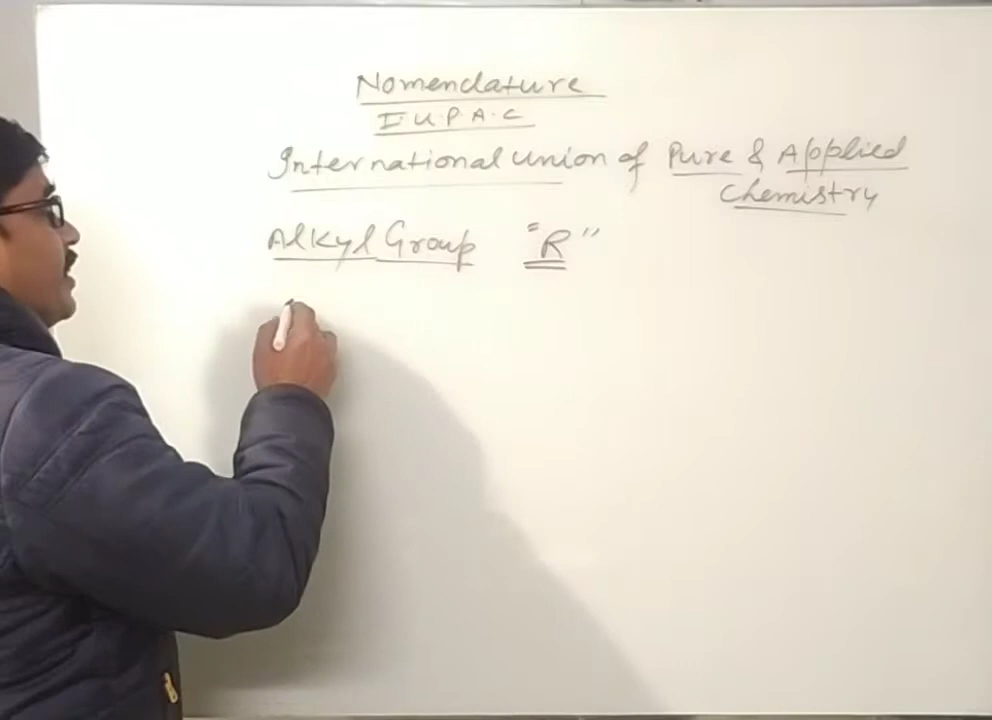 Nomenclature
I.U.P.A.C
International union of Pure & Applied
Chemistry
Alkyl Group "R"